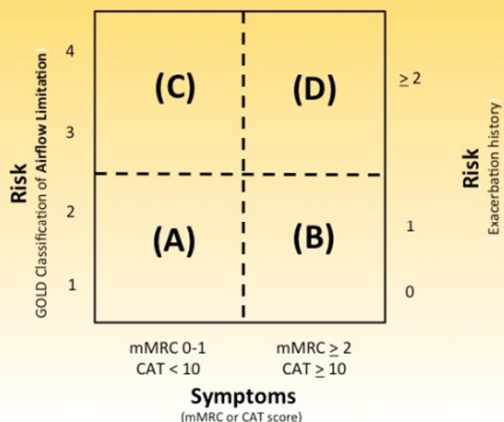 Risk
GOLD Classification of Airflow Limitation)
4
3
2
1
(C)
(D)
(A)
(B)
≥ 2
1
0
Risk
Exacerbation history)
mMRC 0-1
CAT < 10
mMRC ≥ 2
CAT ≥ 10
Symptoms
(mMRC or CAT score)